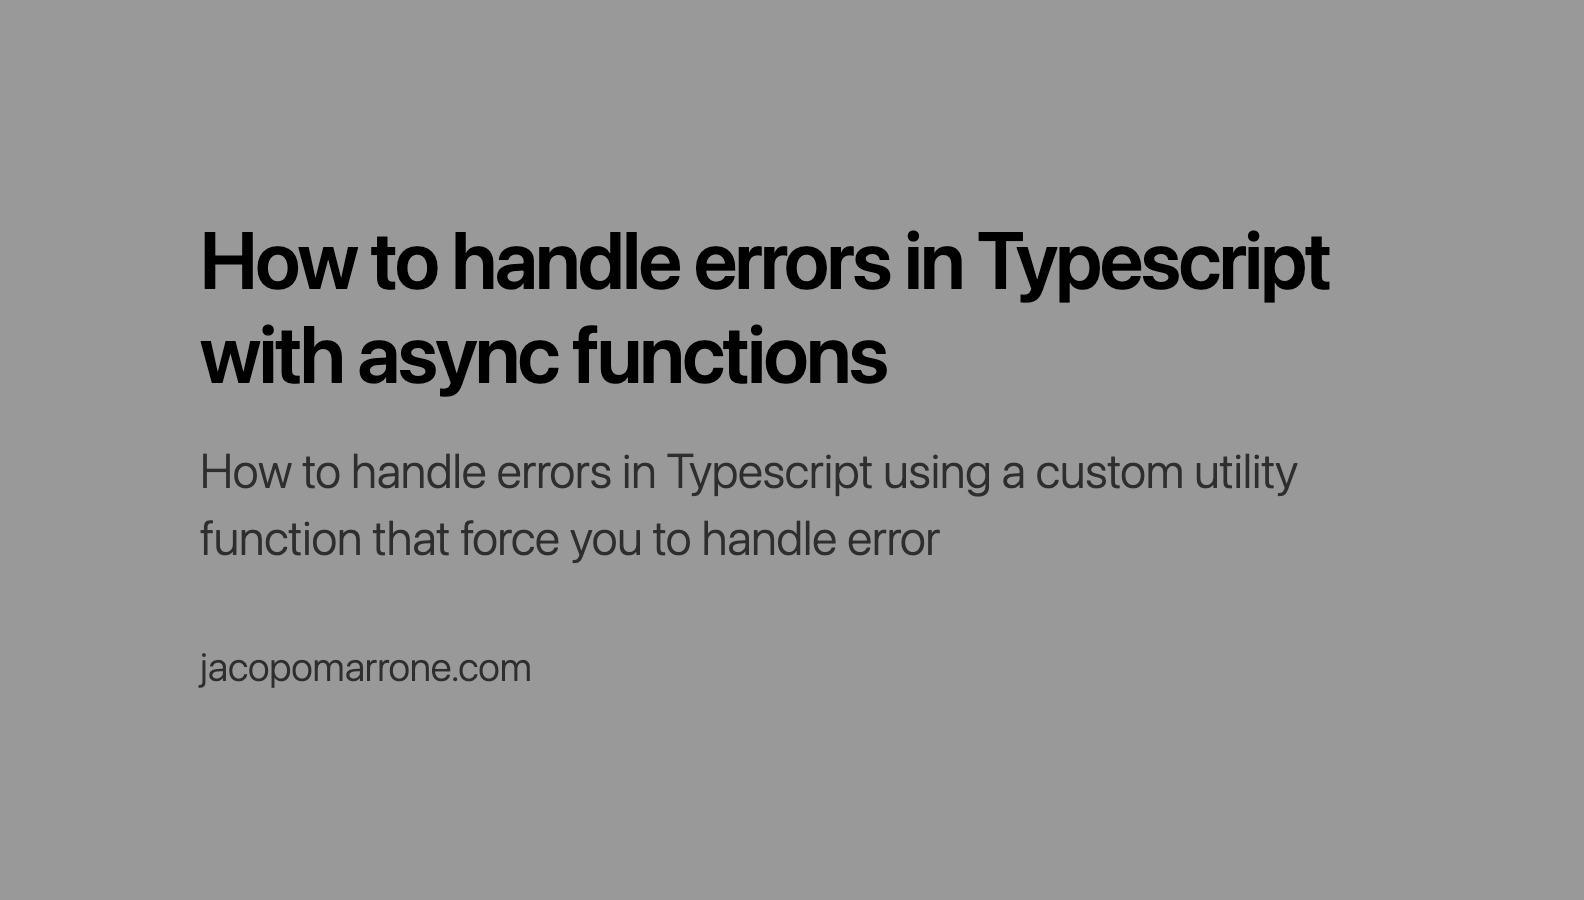 How to handle errors in Typescript
with async functions
How to handle errors in Typescript using a custom utility
function that force you to handle error
jacopomarrone.com